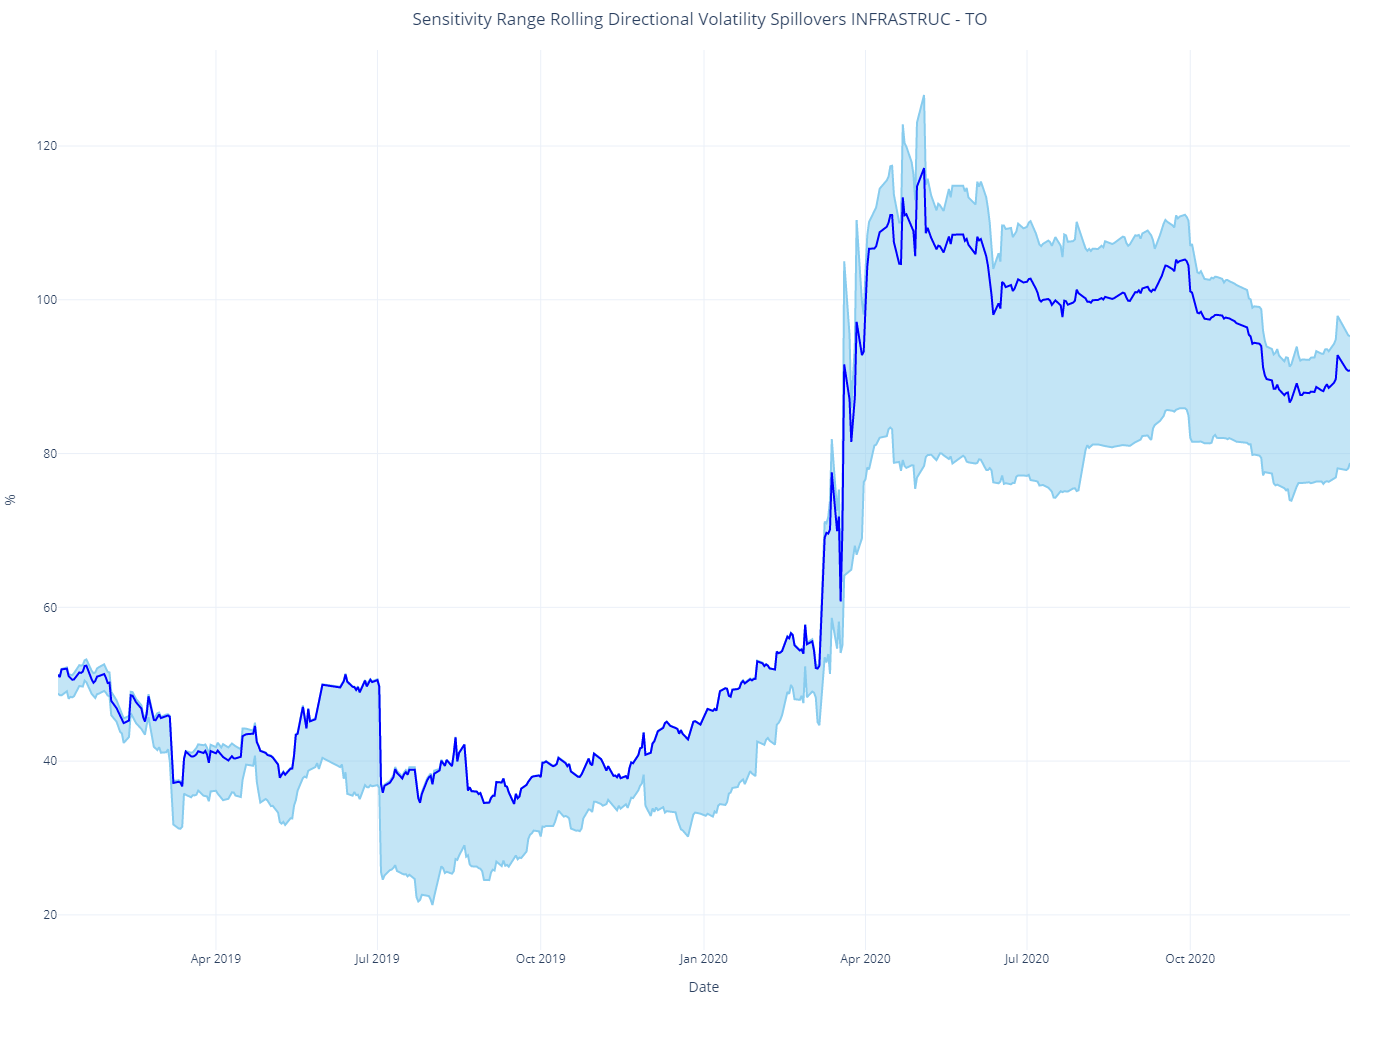 Sensitivity Range Rolling Directional Volatility Spillovers INFRASTRUC - TO
120
100
80
60
40
20
%
Apr 2019
Jul 2019
Oct 2019
Jan 2020
Apr 2020
Jul 2020
Oct 2020
Date